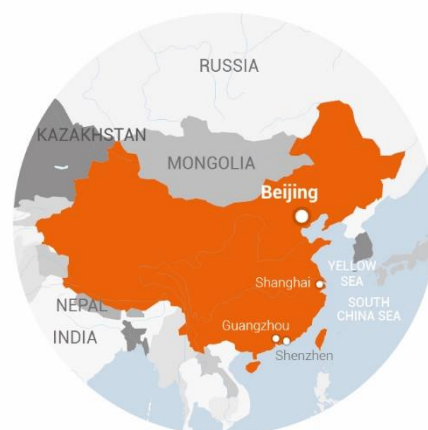 RUSSIA
KAZAKHSTAN
MONGOLIA
Beijing
Shanghai
YELLOW
SEA
NEPAL
SOUTH
CHINA SEA
Guangzhou
INDIA
Shenzhen